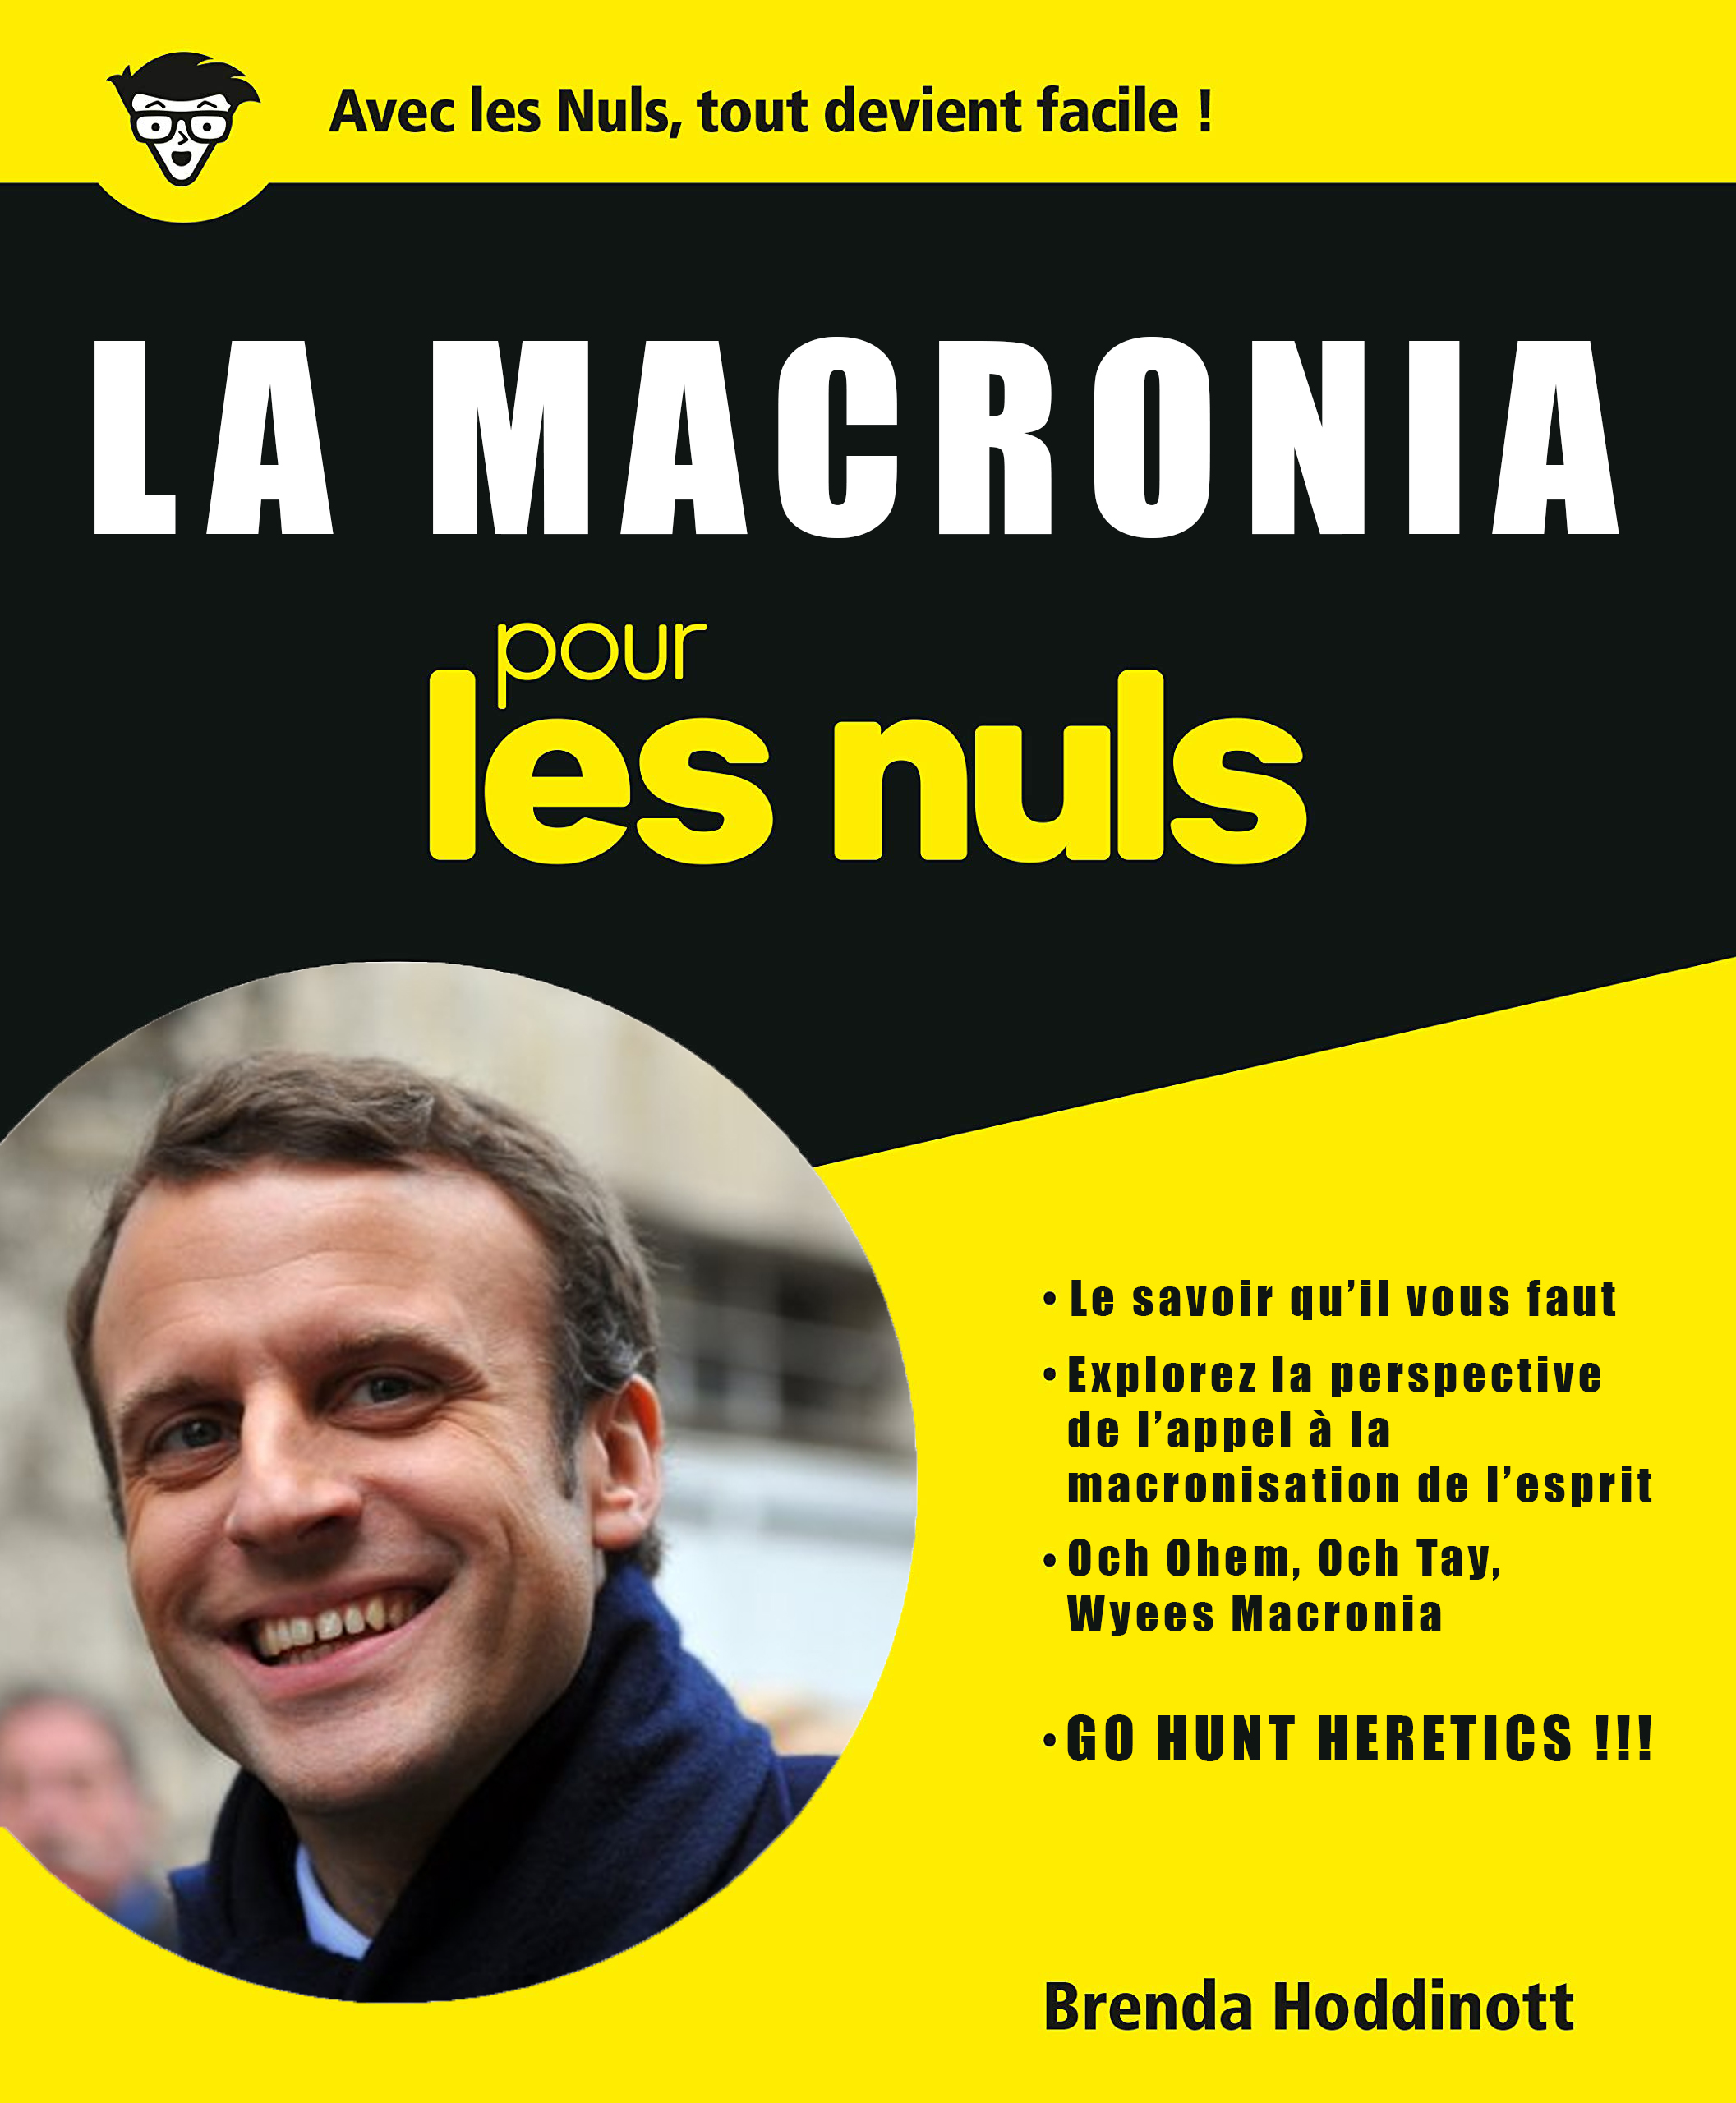 Avec les Nuls, tout devient facile !
LA MACRONIA
pour
les nuls
• Le savoir qu’il vous faut
• Explorez la perspective
de l’appel à la
macronisation de l’esprit
• Och Ohem, Och Tay,
Wyees Macronia
• GO HUNT HERETICS !!!
Brenda Hoddinott